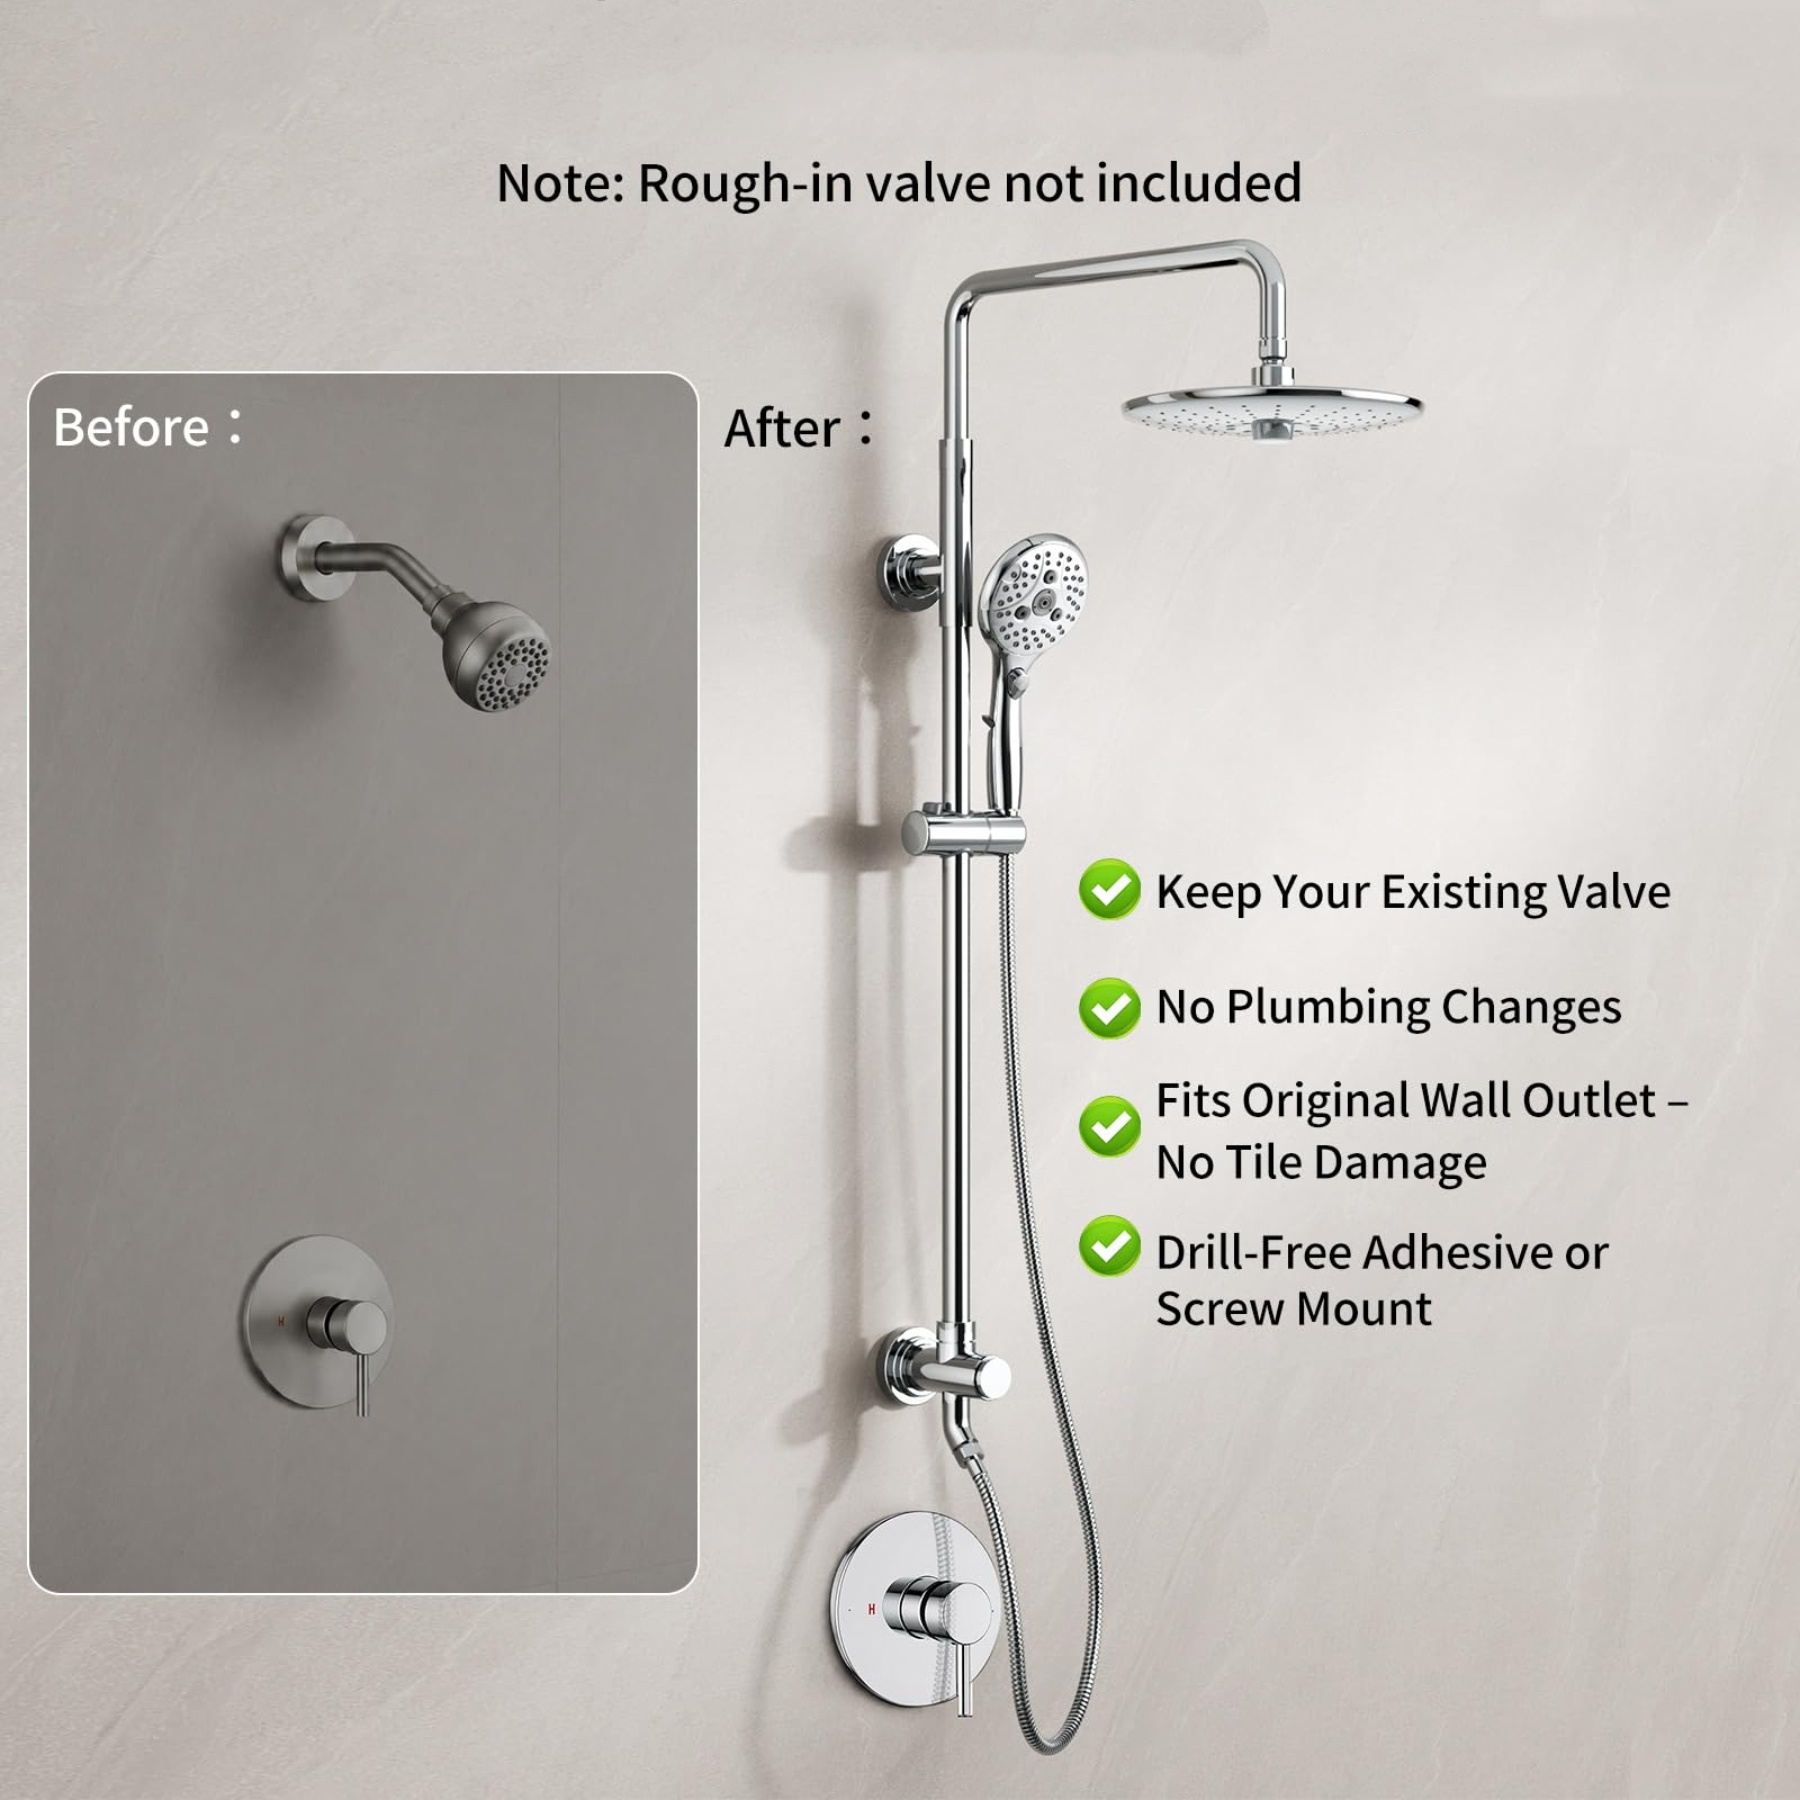 Note: Rough-in valve not included
Before：
After：
Keep Your Existing Valve
No Plumbing Changes
Fits Original Wall Outlet –
No Tile Damage
Drill-Free Adhesive or
Screw Mount
H
H